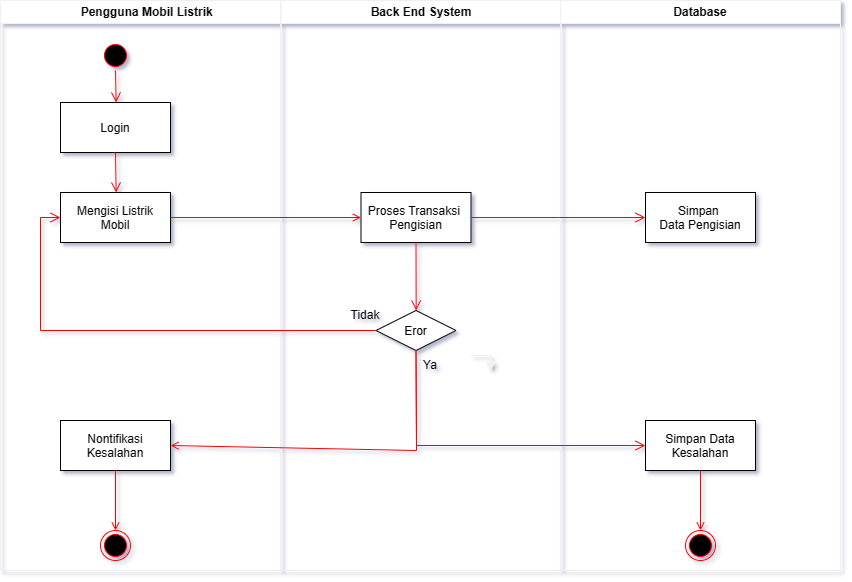 Pengguna Mobil Listrik
Back End System
Database
Login
Mengisi Listrik
Mobil
Proses Transaksi
Pengisian
Simpan
Data Pengisian
Tidak
Eror
Ya
Nontifikasi
Kesalahan
Simpan Data
Kesalahan